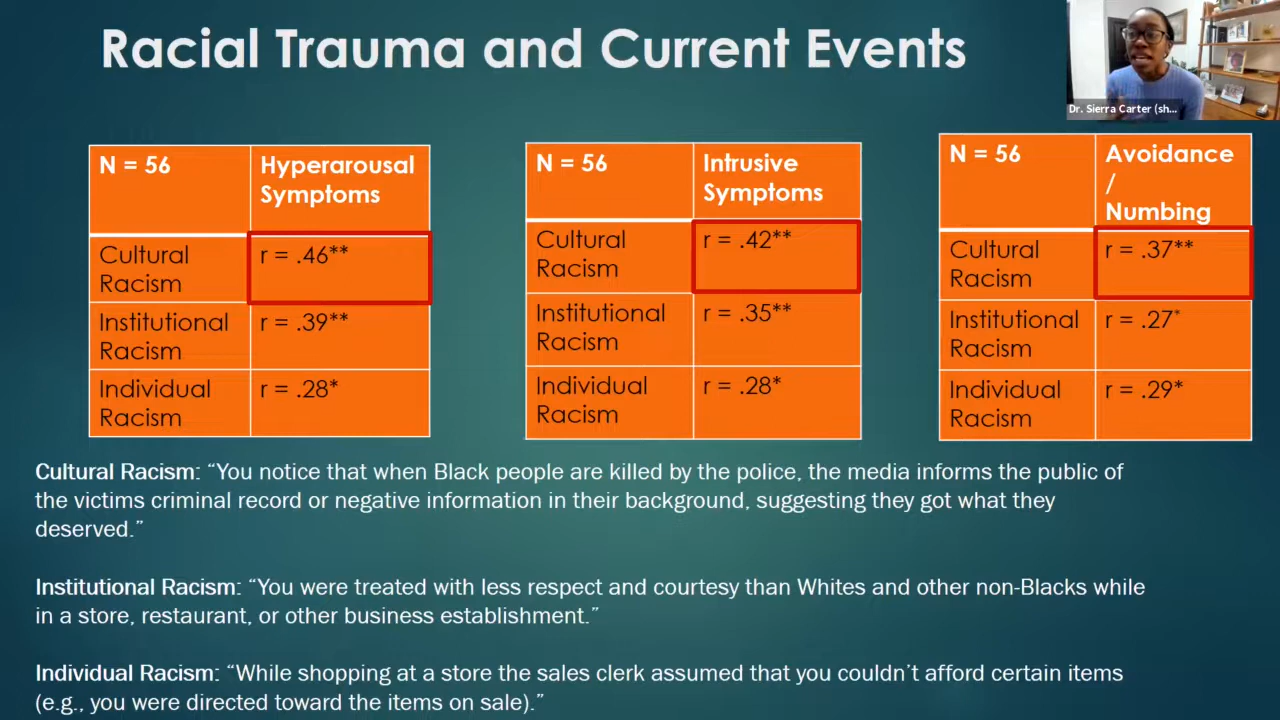 Racial Trauma and Current Events
Dr. Sierra Carter (sh...
N = 56
Hyperarousal
Symptoms
Cultural
Racism
r = .46**
Institutional
Racism
r = .39**
Individual
Racism
r = .28*
N = 56
Intrusive
Symptoms
Cultural
Racism
r = .42**
Institutional
Racism
r = .35**
Individual
Racism
r = .28*
N = 56
Avoidance
/
Numbing
Cultural
Racism
r = .37**
Institutional
Racism
r = .27*
Individual
Racism
r = .29*
Cultural Racism: “You notice that when Black people are killed by the police, the media informs the public of
the victims criminal record or negative information in their background, suggesting they got what they
deserved.”
Institutional Racism: “You were treated with less respect and courtesy than Whites and other non-Blacks while
in a store, restaurant, or other business establishment.”
Individual Racism: “While shopping at a store the sales clerk assumed that you couldn’t afford certain items
(e.g., you were directed toward the items on sale).”